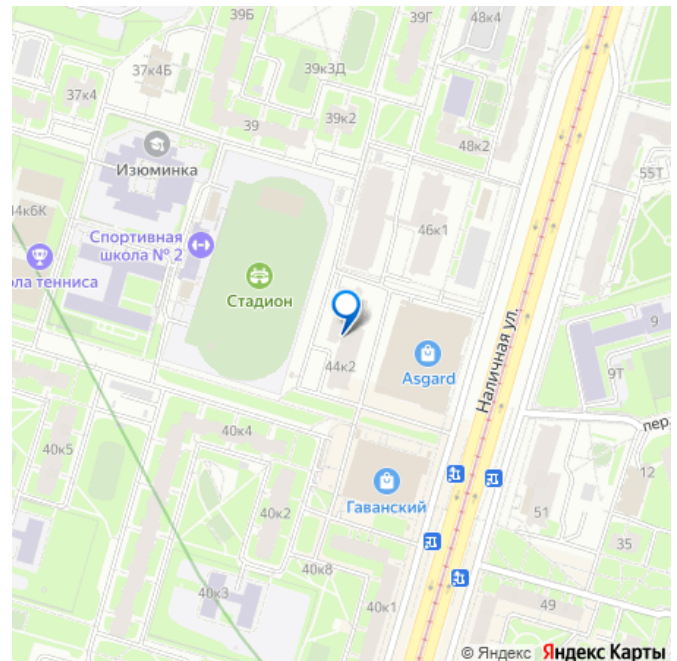 39Б
39Г
48к4
37к4Б
39к3Д
37к4
39
39к2
48к2
Изюминка
55Т
44к6К
46к1
Спортивная
школа № 2
ола тенниса
Стадион
Наличная ул.
9
44к2
Asgard
9Т
пер.
40к4
40к5
12
Гаванский
40к2
51
35
40к8
40к3
40к1
49
© Яндекс Яндекс Карты